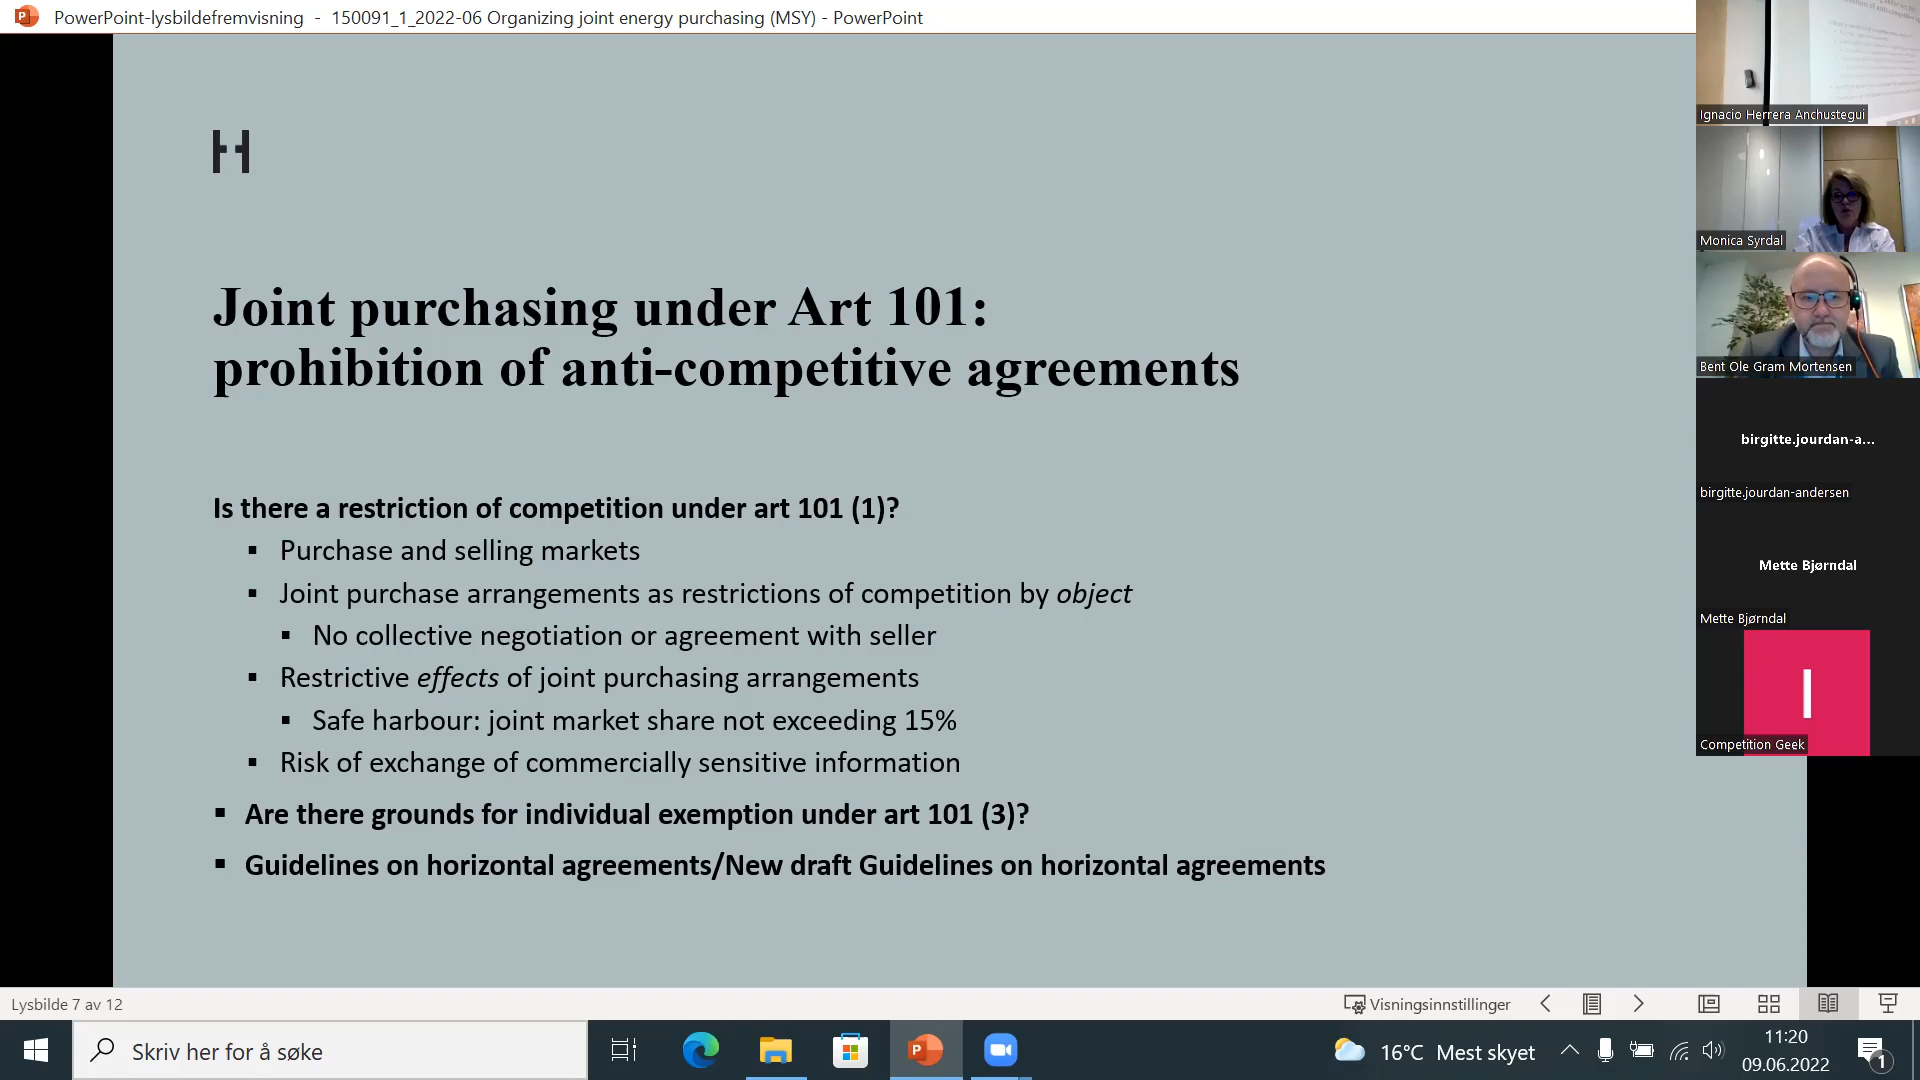 PowerPoint-lysbildefremvisning - 150091_1_2022-06 Organizing joint energy purchasing (MSY) - PowerPoint
Joint purchasing under Art 101:
prohibition of anti-competitive agreements
Is there a restriction of competition under art 101 (1)?
▪ Purchase and selling markets
▪ Joint purchase arrangements as restrictions of competition by object
▪ No collective negotiation or agreement with seller
▪ Restrictive effects of joint purchasing arrangements
▪ Safe harbour: joint market share not exceeding 15%
▪ Risk of exchange of commercially sensitive information
▪ Are there grounds for individual exemption under art 101 (3)?
▪ Guidelines on horizontal agreements/New draft Guidelines on horizontal agreements
Ignacio Herrera Anchustegui
Monica Syrdal
Bent Ole Gram Mortensen
birgitte.jourdan-a...
birgitte.jourdan-andersen
Mette Bjørndal
Mette Bjørndal
I
Competition Geek
Lysbilde 7 av 12
Visningsinnstillinger
Skriv her for å søke
16°C Mest skyet
11:20
09.06.2022
1